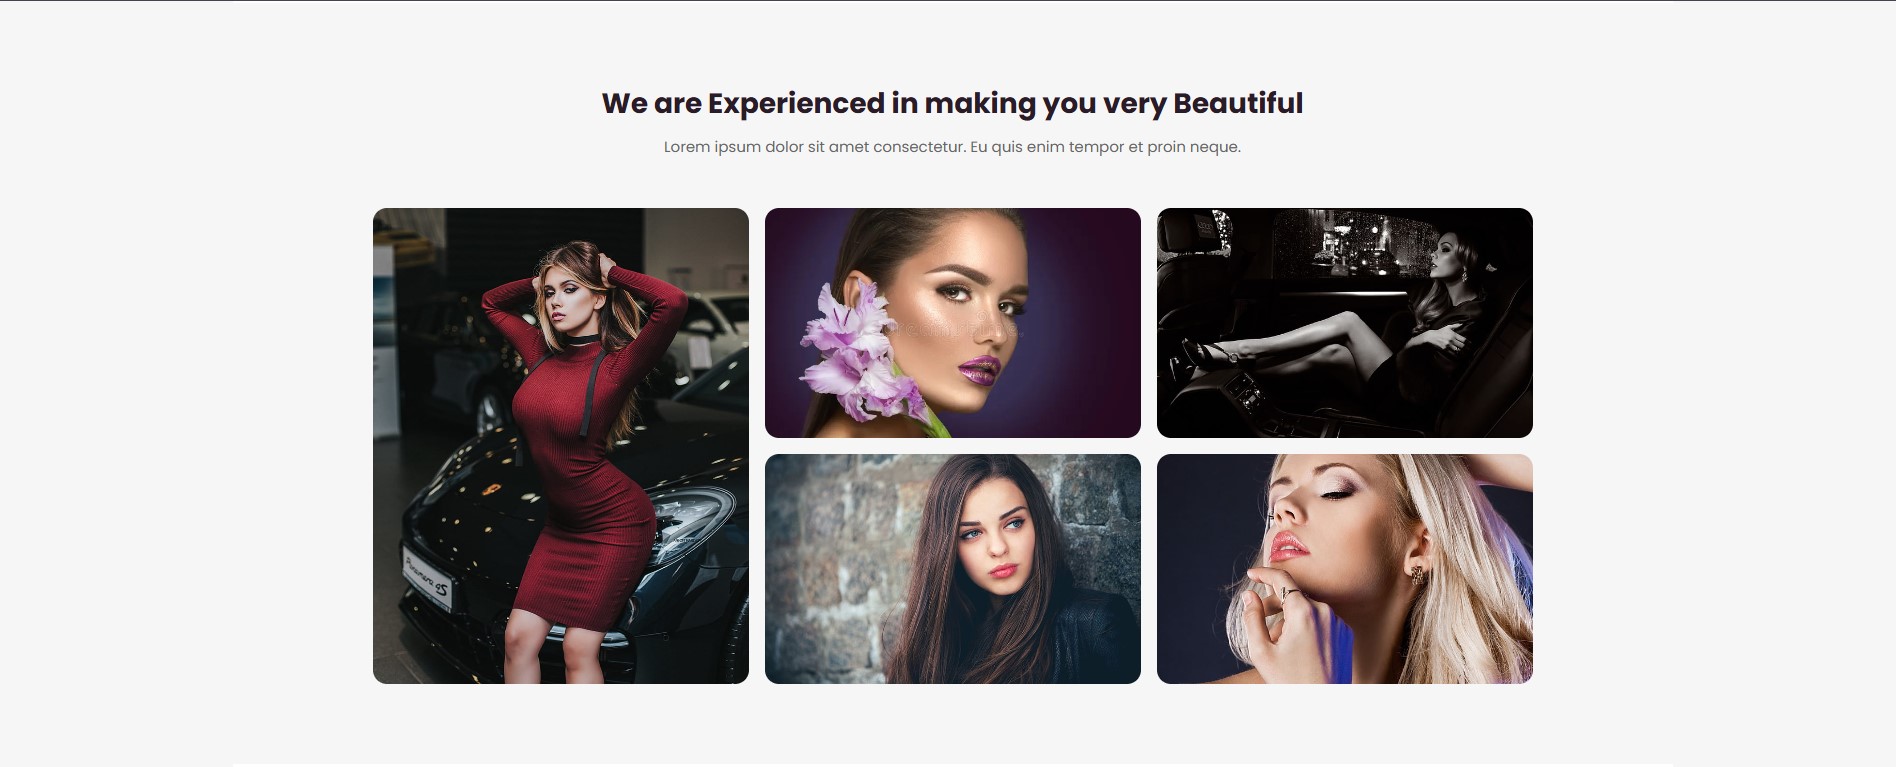 We are Experienced in making you very Beautiful
Lorem ipsum dolor sit amet consectetur. Eu quis enim tempor et proin neque.
Panamera 4S